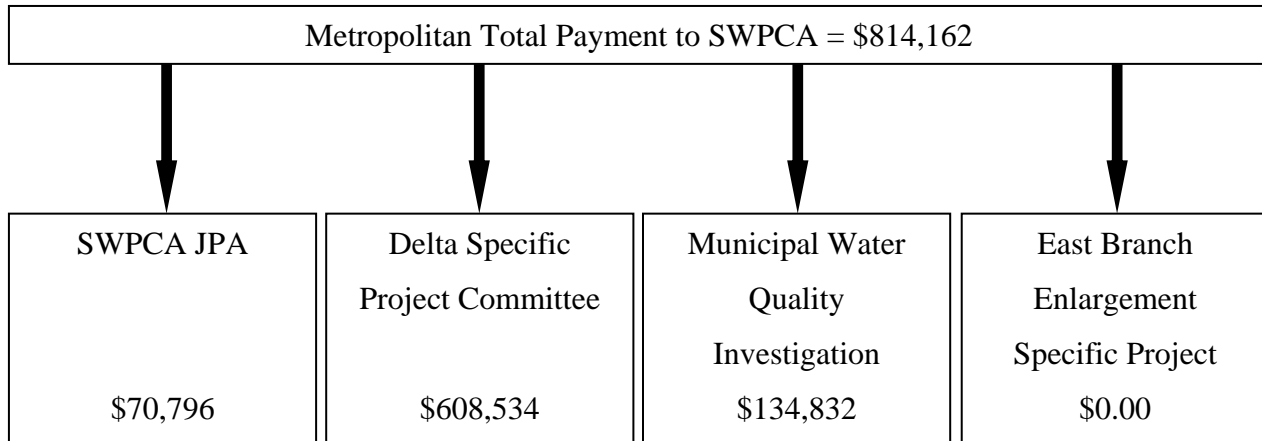 Metropolitan Total Payment to SWPCA = $814,162
SWPCA JPA
$70,796
Delta Specific
Project Committee
$608,534
Municipal Water
Quality
Investigation
$134,832
East Branch
Enlargement
Specific Project
$0.00